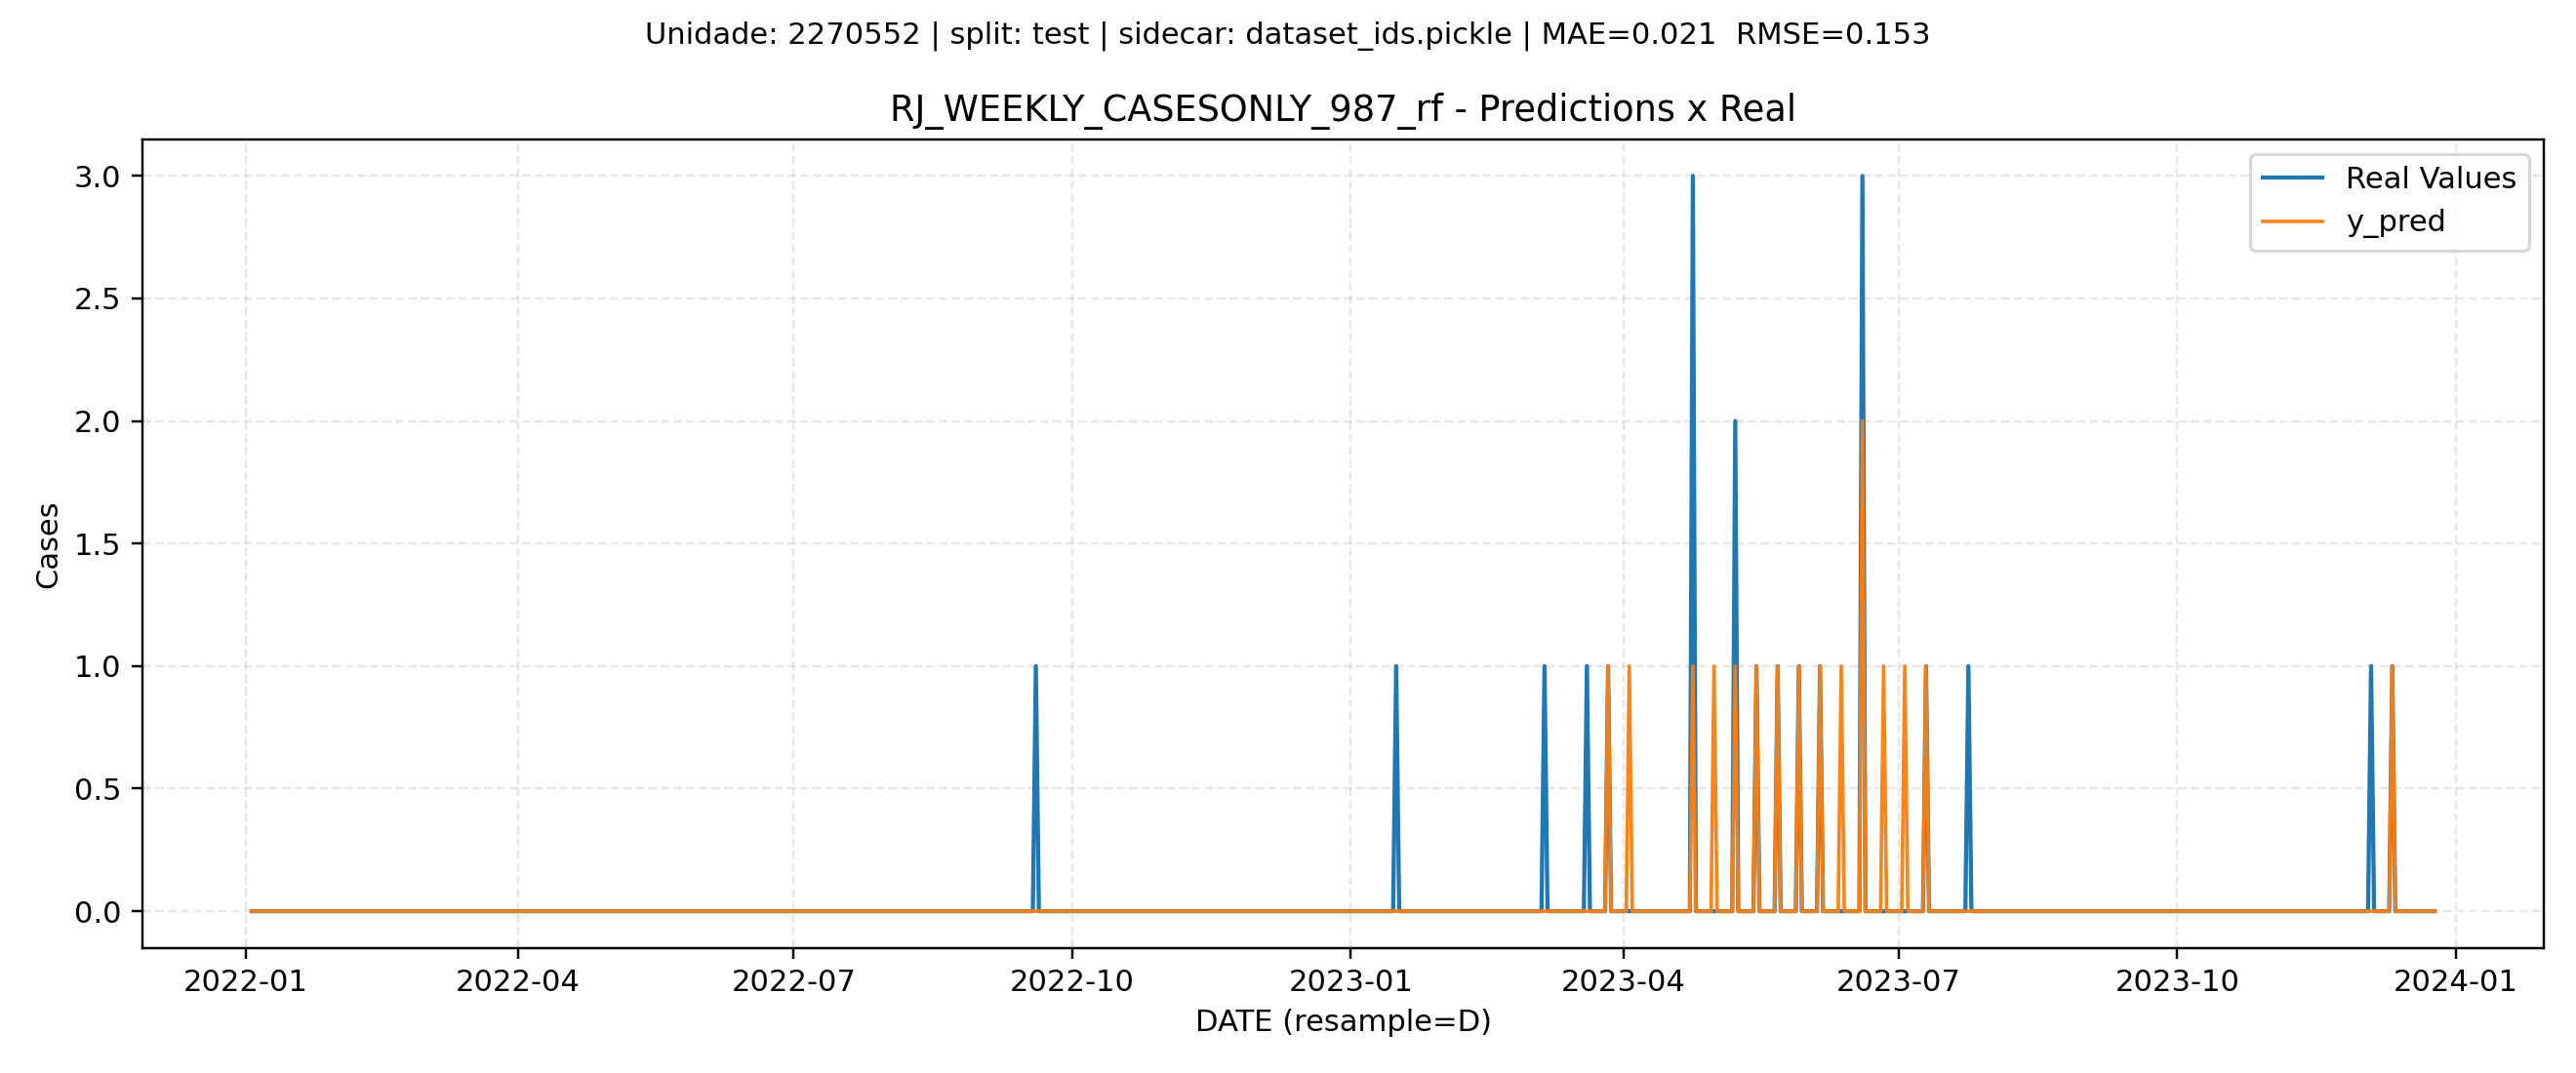 Unidade: 2270552 | split: test | sidecar: dataset_ids.pickle | MAE=0.021  RMSE=0.153
RJ_WEEKLY_CASESONLY_987_rf - Predictions x Real
Real Values
y_pred
3.0
2.5
2.0
1.5
1.0
0.5
0.0
Cases
2022-01 2022-04 2022-07 2022-10 2023-01 2023-04 2023-07 2023-10 2024-01
DATE (resample=D)